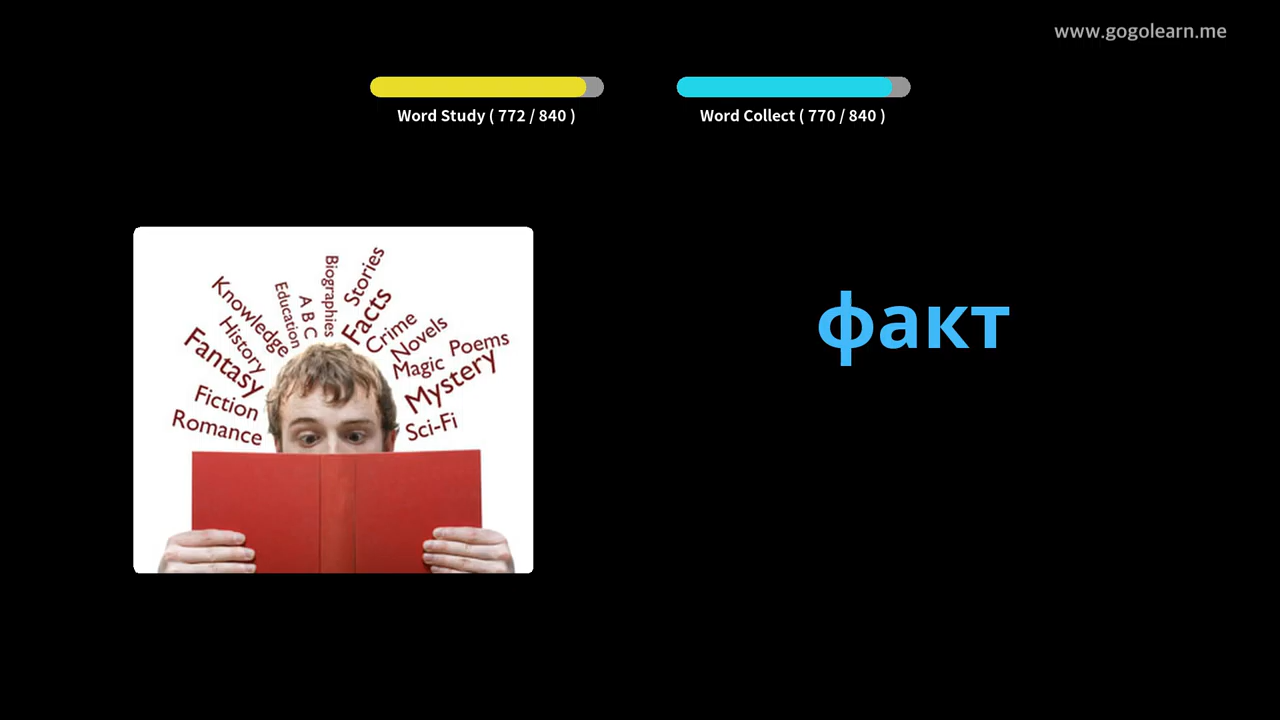 www.gogolearn.me
Word Study ( 772 / 840 )
Word Collect ( 770 / 840 )
факт
Romance
Fiction
Fantasy
History
Knowledge
Education
A B C
Biographies
Stories
Facts
Crime
Novels
Magic
Poems
Mystery
Sci-Fi